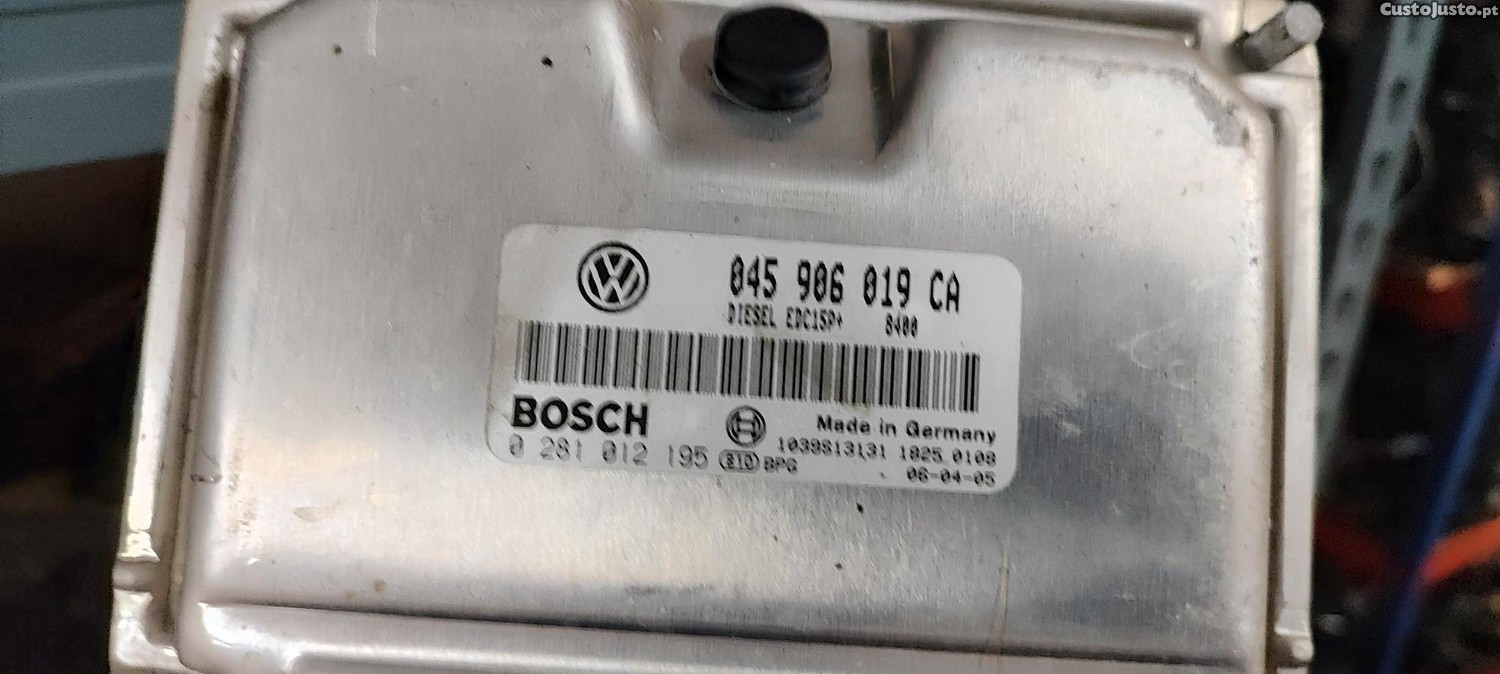 CustoJusto.pt
VW
045 906 019 CA
DIESEL EDC15P+ 8400
BOSCH
Made in Germany
0 281 012 195 BPG
1039S13131 1825 0108
06-04-05